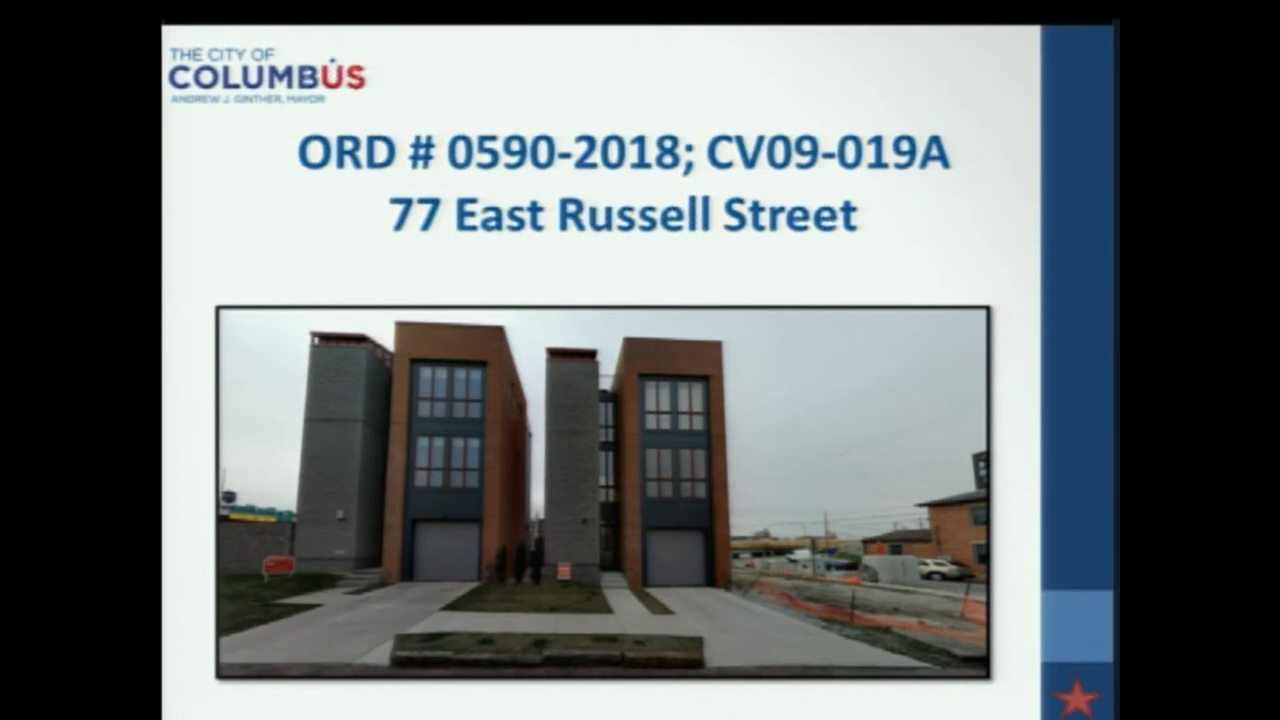 THE CITY OF
COLUMBUS
ANDREW J. GINTHER, MAYOR
ORD # 0590-2018; CV09-019A
77 East Russell Street